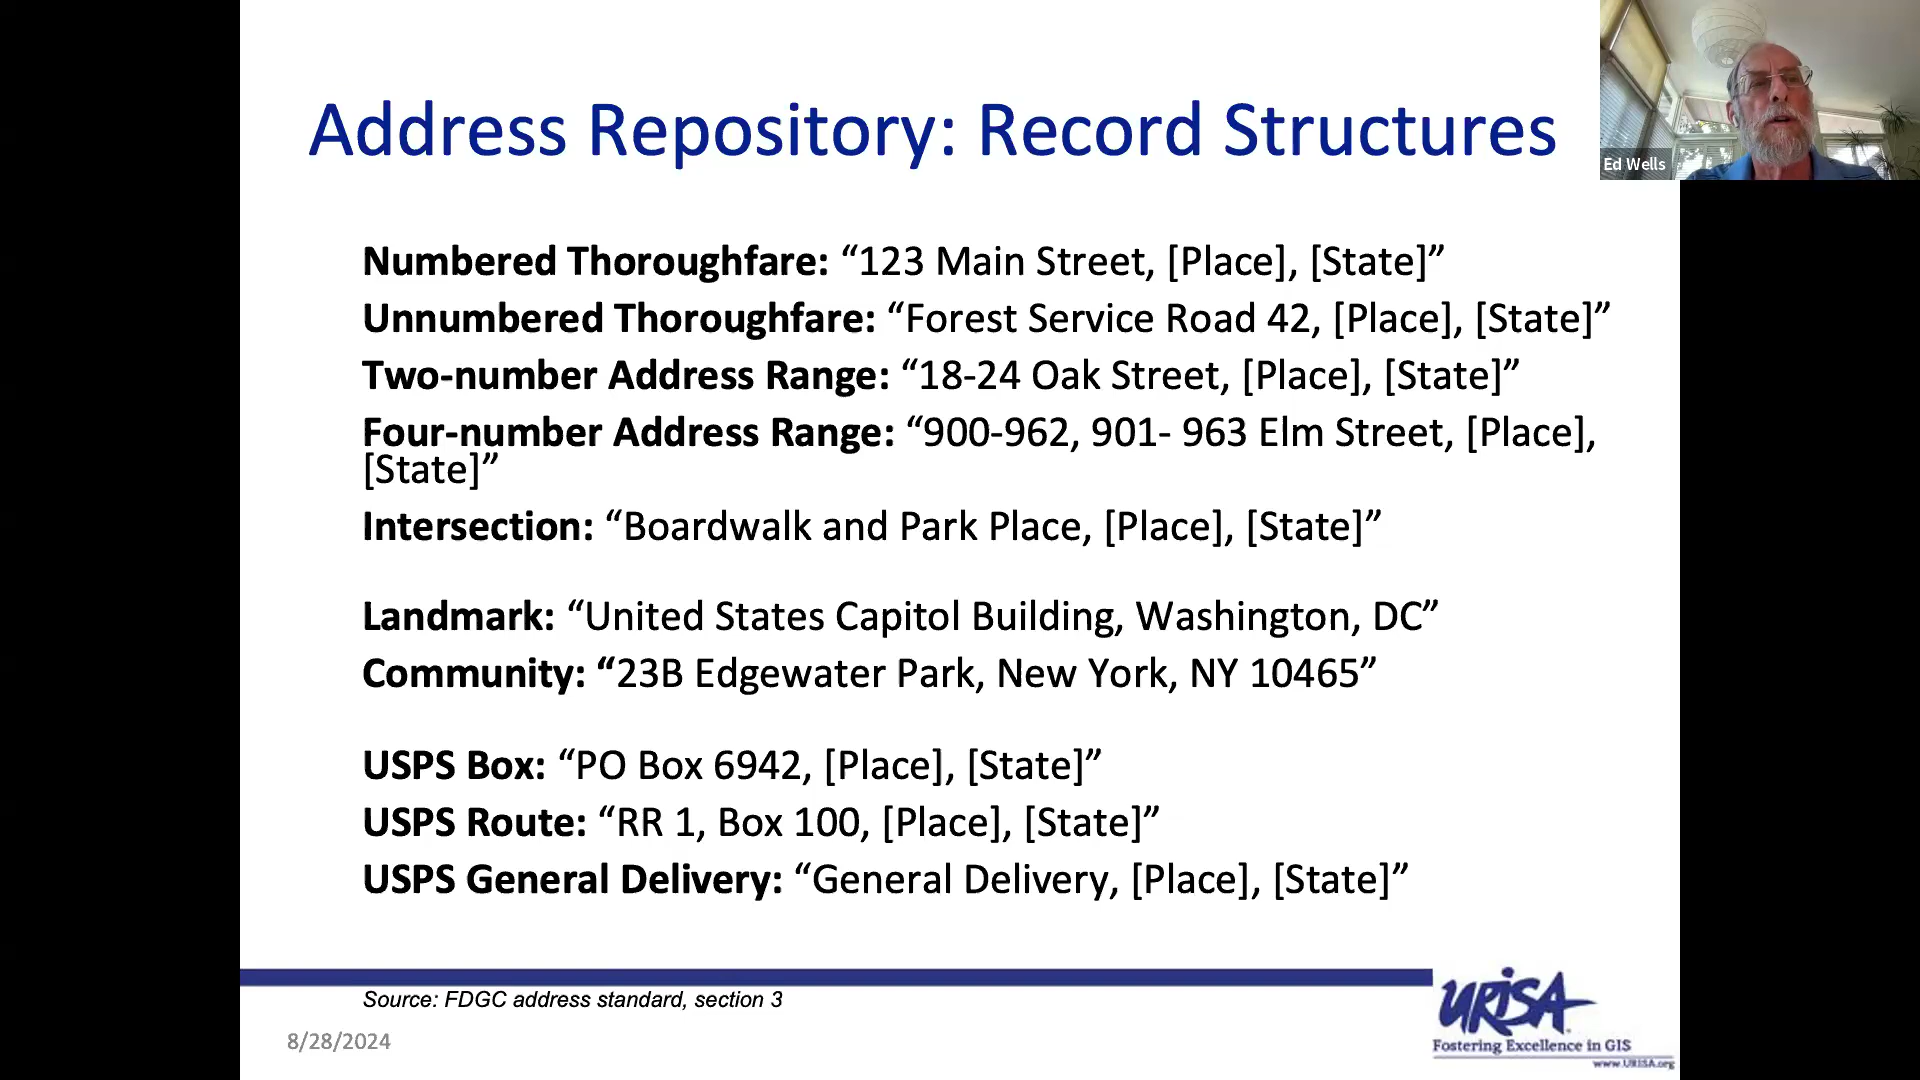 Address Repository: Record Structures
Ed Wells
Numbered Thoroughfare: “123 Main Street, [Place], [State]”
Unnumbered Thoroughfare: “Forest Service Road 42, [Place], [State]”
Two-number Address Range: “18-24 Oak Street, [Place], [State]”
Four-number Address Range: “900-962, 901- 963 Elm Street, [Place],
[State]”
Intersection: “Boardwalk and Park Place, [Place], [State]”
Landmark: “United States Capitol Building, Washington, DC”
Community: “23B Edgewater Park, New York, NY 10465”
USPS Box: “PO Box 6942, [Place], [State]”
USPS Route: “RR 1, Box 100, [Place], [State]”
USPS General Delivery: “General Delivery, [Place], [State]”
Source: FDGC address standard, section 3
8/28/2024
URISA
Fostering Excellence in GIS
www.URISA.org